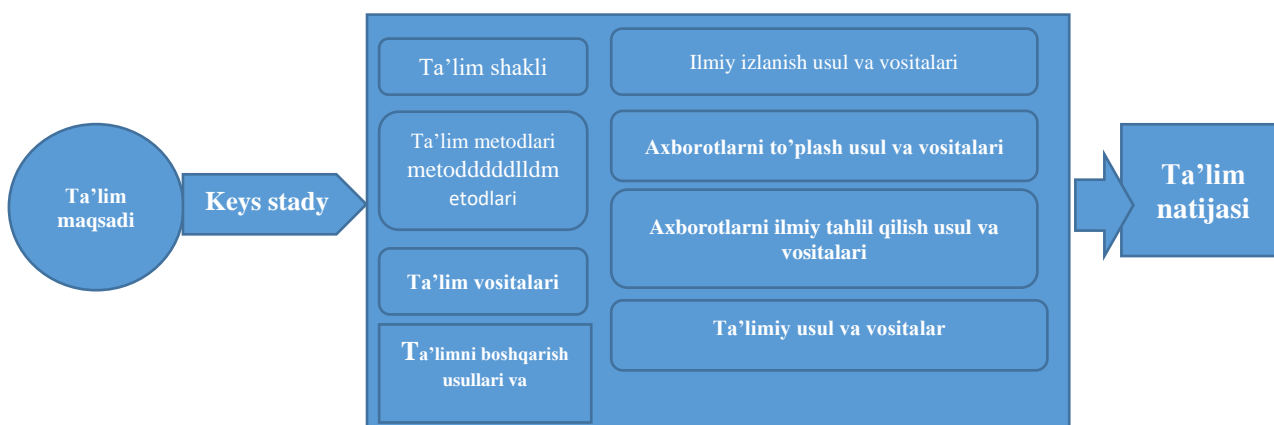 Ta’lim
maqsadi
Keys stady
Ta’lim shakli
Ta’lim metodlari
metodddddlldm
etodlari
Ta’lim vositalari
Ta’limni boshqarish
usullari va
Ilmiy izlanish usul va vositalari
Axborotlarni to’plash usul va vositalari
Axborotlarni ilmiy tahlil qilish usul va
vositalari
Ta’limiy usul va vositalar
Ta’lim
natijasi